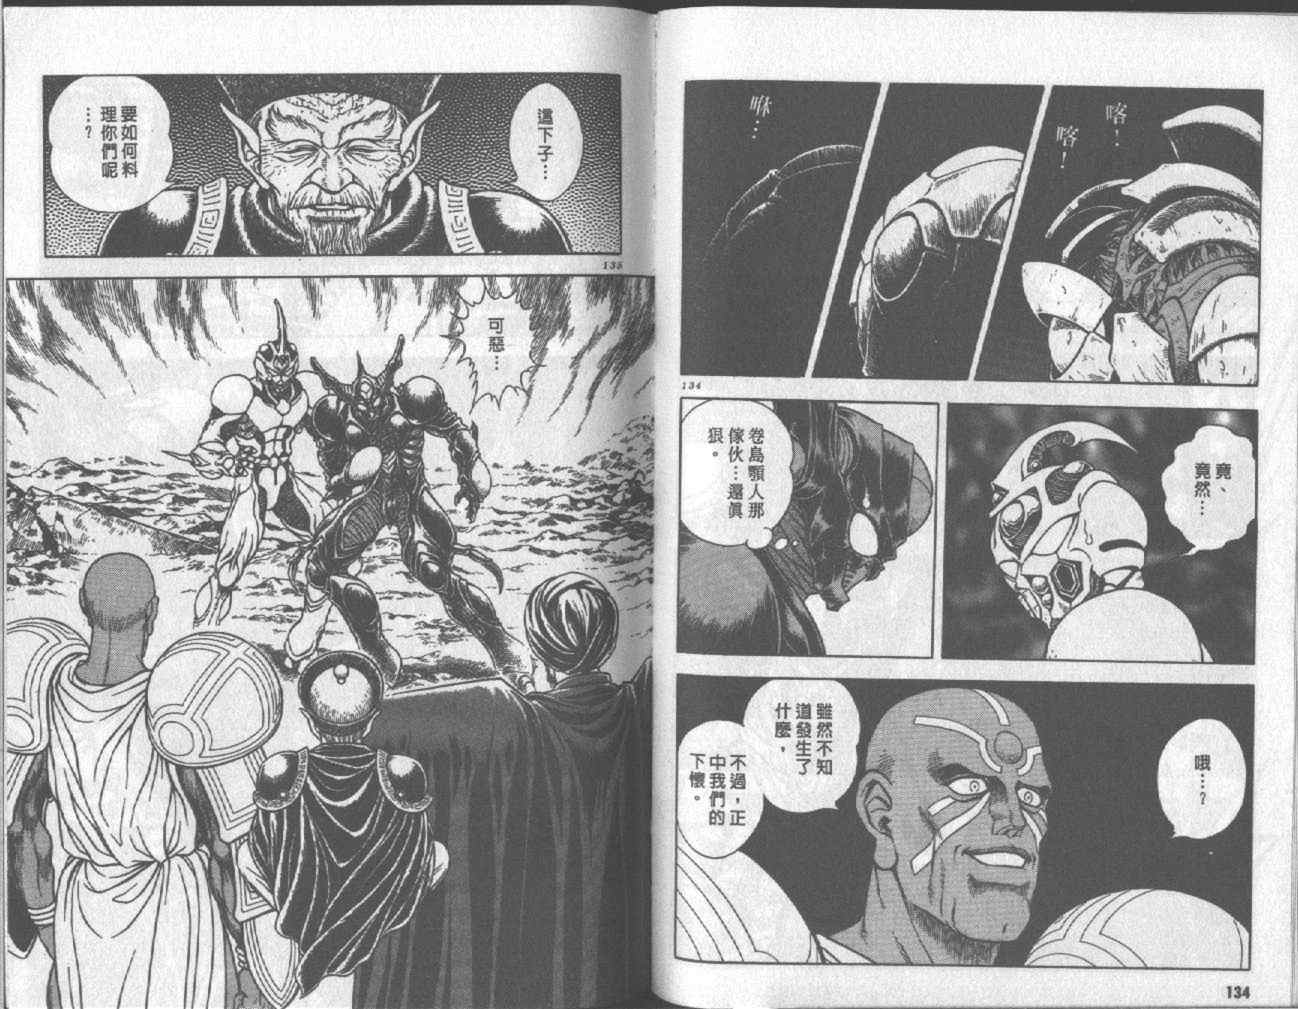 喀！
喀！
咻…
134
竟、
竟然…
卷島顎人那
傢伙…還真
狠。
哦…？
雖然不知
道發生了
什麼，
不過，正
中我們的
下懷。
134
這下子…
要如何料
理你們呢
…？
135
可惡…